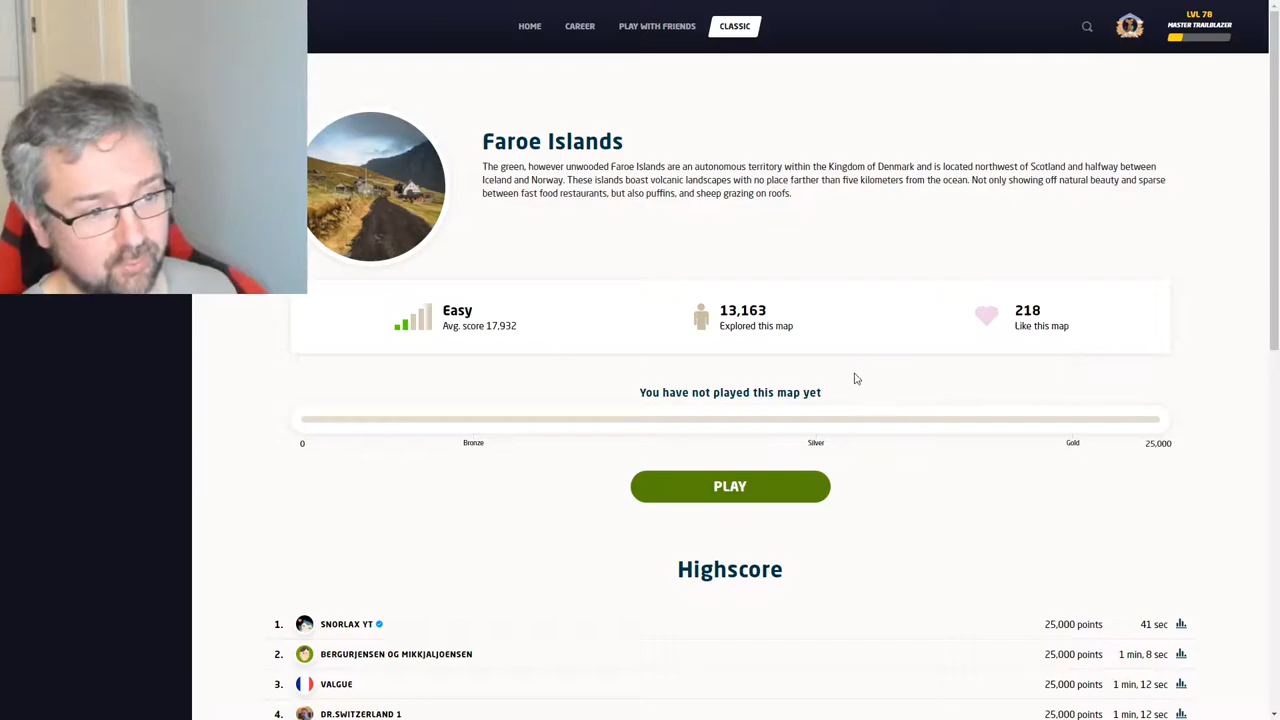 HOME CAREER PLAY WITH FRIENDS CLASSIC
LVL 78
MASTER TRAILBLAZER
Faroe Islands
The green, however unwooded Faroe Islands are an autonomous territory within the Kingdom of Denmark and is located northwest of Scotland and halfway between
Iceland and Norway. These islands boast volcanic landscapes with no place farther than five kilometers from the ocean. Not only showing off natural beauty and sparse
between fast food restaurants, but also puffins, and sheep grazing on roofs.
Easy
Avg. score 17,932
13,163
Explored this map
218
Like this map
You have not played this map yet
0 Bronze Silver Gold 25,000
PLAY
Highscore
1. SNORLAX YT 25,000 points 41 sec
2. BERGURJENSEN OG MIKKJALJOENSEN 25,000 points 1 min, 8 sec
3. VALGUE 25,000 points 1 min, 12 sec
4. DR.SWITZERLAND 1 25,000 points 1 min, 12 sec